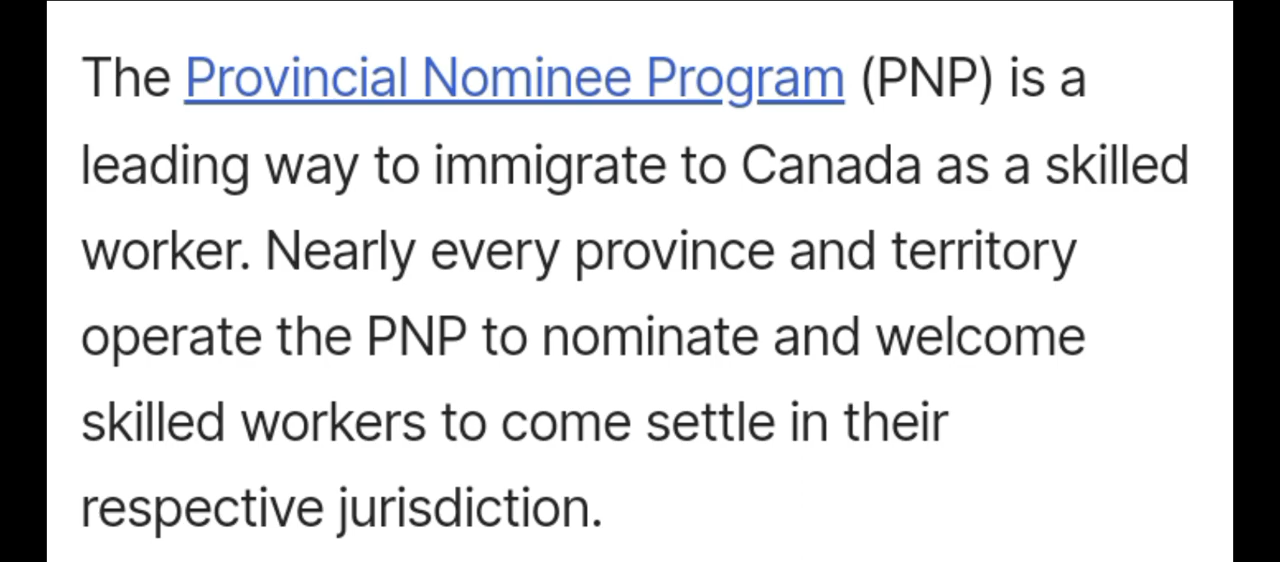 The Provincial Nominee Program (PNP) is a
leading way to immigrate to Canada as a skilled
worker. Nearly every province and territory
operate the PNP to nominate and welcome
skilled workers to come settle in their
respective jurisdiction.